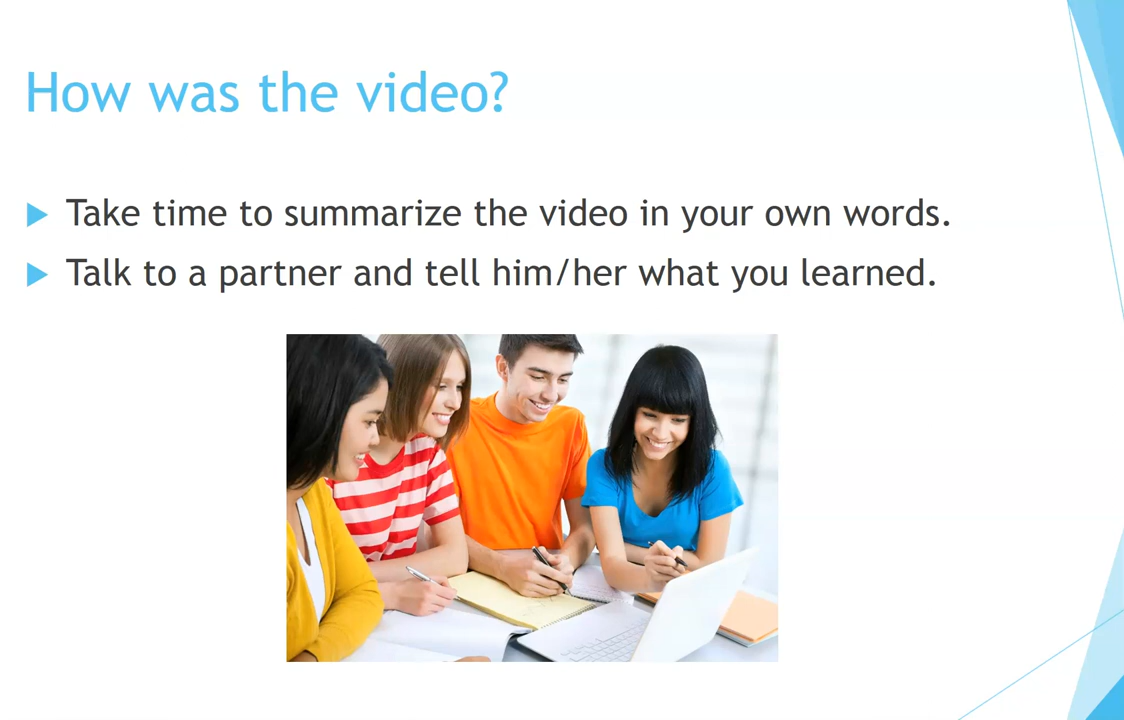 How was the video?
Take time to summarize the video in your own words.
Talk to a partner and tell him/her what you learned.